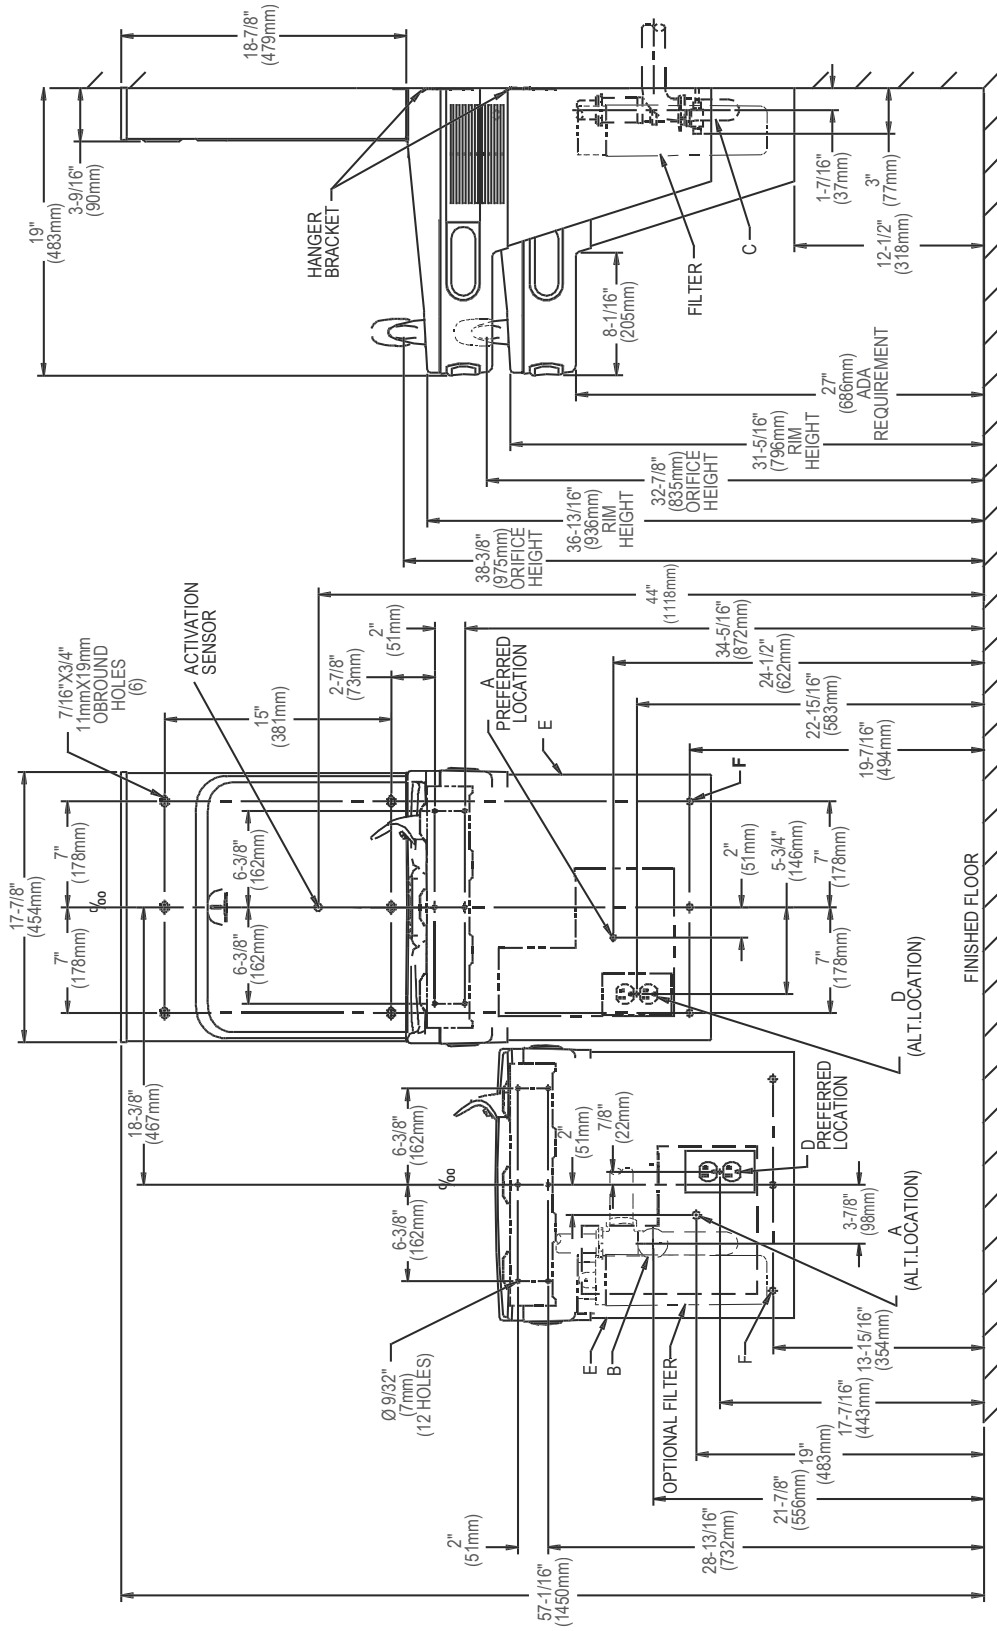 57-1/16"
(1450mm)
2"
(51mm)
28-13/16"
(732mm)
21-7/8"
(556mm)
19"
(483mm)
17-7/16"
(443mm)
13-15/16"
(354mm)
Ø 9/32"
(7mm)
(12 HOLES)
OPTIONAL FILTER
E
B
F
6-3/8"
(162mm)
6-3/8"
(162mm)
‰
2"
(51mm)
7/8"
(22mm)
3-7/8"
(98mm)
A
(ALT.LOCATION)
D
PREFERRED
LOCATION
D
(ALT.LOCATION)
18-3/8"
(467mm)
17-7/8"
(454mm)
7"
(178mm)
7"
(178mm)
‰
6-3/8"
(162mm)
6-3/8"
(162mm)
2"
(51mm)
5-3/4"
(146mm)
7"
(178mm)
7"
(178mm)
FINISHED FLOOR
7/16"X3/4"
11mmX19mm
OBROUND
HOLES
(6)
15"
(381mm)
ACTIVATION
SENSOR
2-7/8"
(73mm)
2"
(51mm)
A
PREFERRED
LOCATION
E
F
44"
(1118mm)
34-5/16"
(872mm)
24-1/2"
(622mm)
22-15/16"
(583mm)
19-7/16"
(494mm)
38-3/8"
(975mm)
ORIFICE
HEIGHT
36-13/16"
(936mm)
RIM
HEIGHT
32-7/8"
(835mm)
ORIFICE
HEIGHT
31-5/16"
(796mm)
RIM
HEIGHT
27"
(686mm)
ADA
REQUIREMENT
19"
(483mm)
3-9/16"
(90mm)
18-7/8"
(479mm)
HANGER
BRACKET
8-1/16"
(205mm)
FILTER
C
1-7/16"
(37mm)
3"
(77mm)
12-1/2"
(318mm)